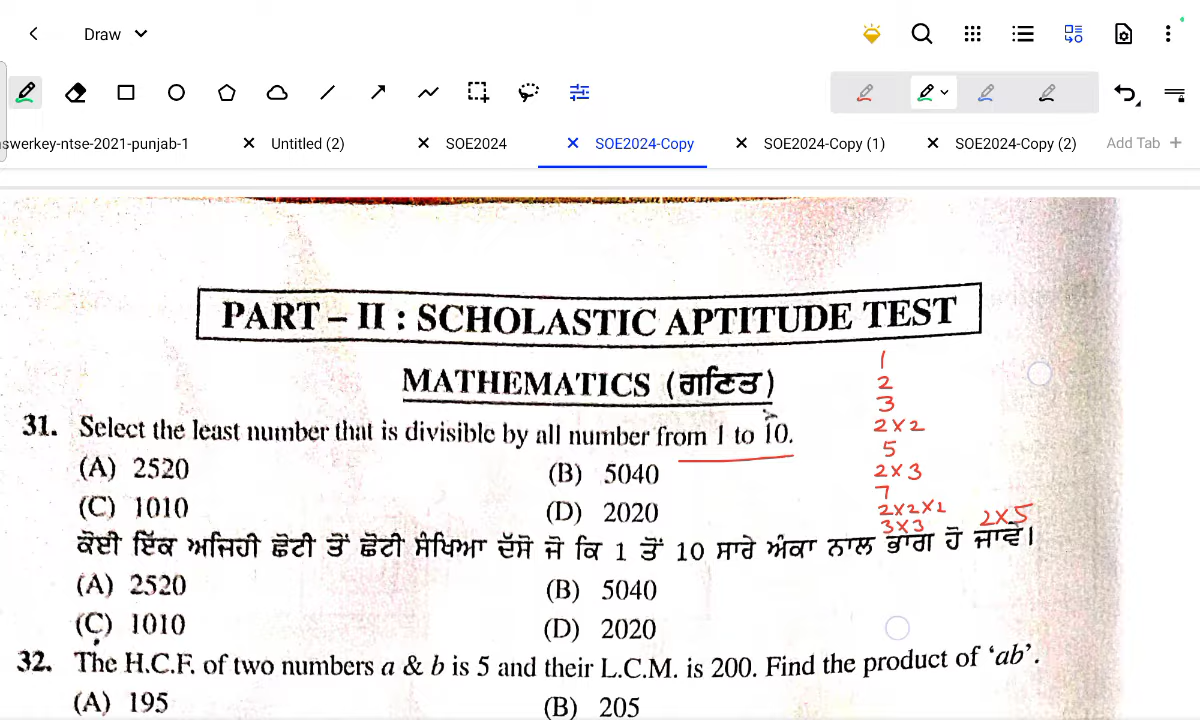 Draw
swerkey-ntse-2021-punjab-1
Untitled (2)
SOE2024
SOE2024-Copy
SOE2024-Copy (1)
SOE2024-Copy (2)
Add Tab +
PART – II : SCHOLASTIC APTITUDE TEST
MATHEMATICS (ਗਣਿਤ)
31. Select the least number that is divisible by all number from 1 to 10.
(A) 2520 (B) 5040
(C) 1010 (D) 2020
ਕੋਈ ਇੱਕ ਅਜਿਹੀ ਛੋਟੀ ਤੋਂ ਛੋਟੀ ਸੰਖਿਆ ਦੱਸੋ ਜੋ ਕਿ 1 ਤੋਂ 10 ਸਾਰੇ ਅੰਕਾ ਨਾਲ ਭਾਗ ਹੋ ਜਾਵੇ।
(A) 2520 (B) 5040
(C) 1010 (D) 2020
32. The H.C.F. of two numbers a & b is 5 and their L.C.M. is 200. Find the product of ‘ab’.
(A) 195 (B) 205
1
2
3
2×2
5
2×3
7
2×2×2
3×3
2×5